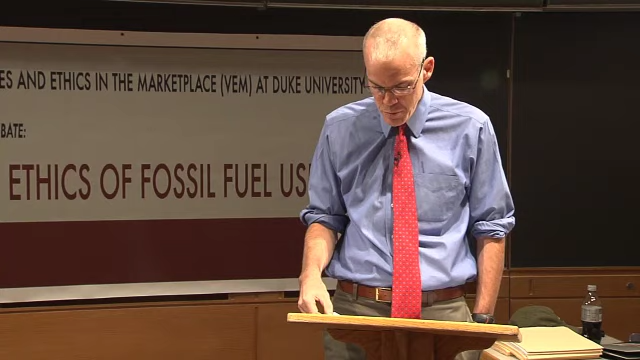 ES AND ETHICS IN THE MARKETPLACE (VEM) AT DUKE UNIVERSITY
BATE:
ETHICS OF FOSSIL FUEL US